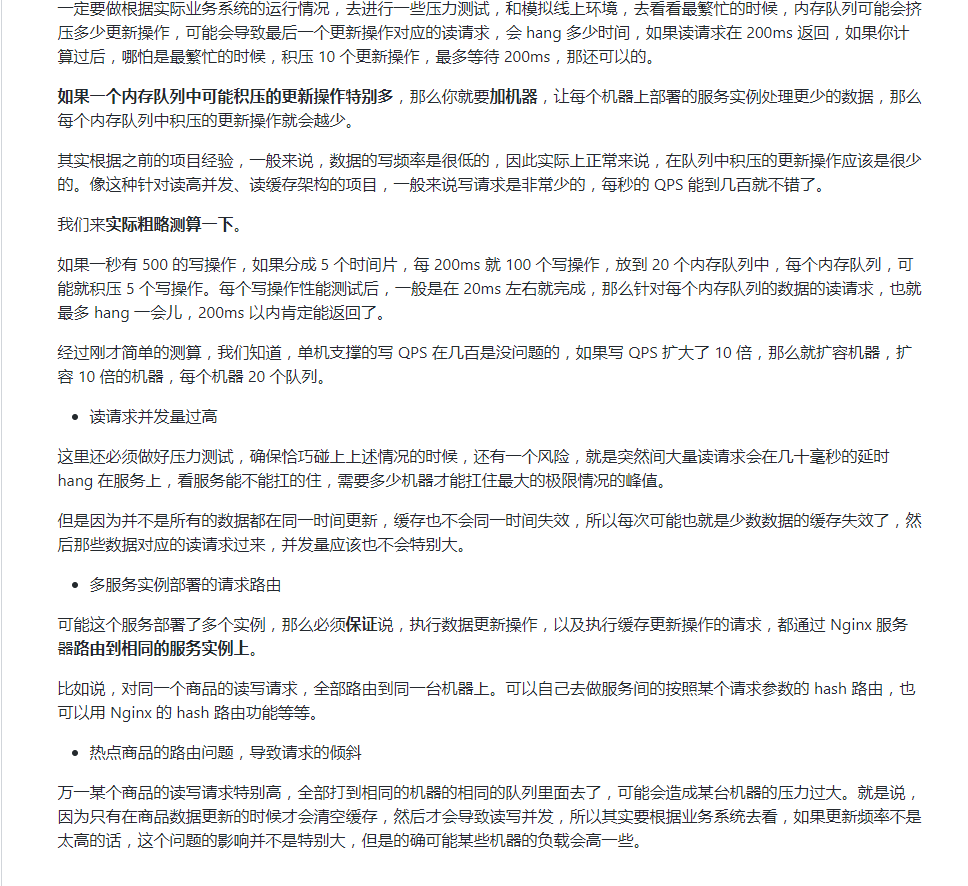 一定要做根据实际业务系统的运行情况，去进行一些压力测试，和模拟线上环境，去看看最繁忙的时候，内存队列可能会挤
压多少更新操作，可能会导致最后一个更新操作对应的读请求，会 hang 多少时间，如果读请求在 200ms 返回，如果你计
算过后，哪怕是最繁忙的时候，积压 10 个更新操作，最多等待 200ms，那还可以的。
如果一个内存队列中可能积压的更新操作特别多，那么你就要加机器，让每个机器上部署的服务实例处理更少的数据，那么
每个内存队列中积压的更新操作就会越少。
其实根据之前的项目经验，一般来说，数据的写频率是很低的，因此实际上正常来说，在队列中积压的更新操作应该是很少
的。像这种针对读高并发、读缓存架构的项目，一般来说写请求是非常少的，每秒的 QPS 能到几百就不错了。
我们来实际粗略测算一下。
如果一秒有 500 的写操作，如果分成 5 个时间片，每 200ms 就 100 个写操作，放到 20 个内存队列中，每个内存队列，可
能就积压 5 个写操作。每个写操作性能测试后，一般是在 20ms 左右就完成，那么针对每个内存队列的数据的读请求，也就
最多 hang 一会儿，200ms 以内肯定能返回了。
经过刚才简单的测算，我们知道，单机支撑的写 QPS 在几百是没问题的，如果写 QPS 扩大了 10 倍，那么就扩容机器，扩
容 10 倍的机器，每个机器 20 个队列。
• 读请求并发量过高
这里还必须做好压力测试，确保恰巧碰上上述情况的时候，还有一个风险，就是突然间大量读请求会在几十毫秒的延时
hang 在服务上，看服务能不能扛的住，需要多少机器才能扛住最大的极限情况的峰值。
但是因为并不是所有的数据都在同一时间更新，缓存也不会同一时间失效，所以每次可能也就是少数数据的缓存失效了，然
后那些数据对应的读请求过来，并发量应该也不会特别大。
• 多服务实例部署的请求路由
可能这个服务部署了多个实例，那么必须保证说，执行数据更新操作，以及执行缓存更新操作的请求，都通过 Nginx 服务
器路由到相同的服务实例上。
比如说，对同一个商品的读写请求，全部路由到同一台机器上。可以自己去做服务间的按照某个请求参数的 hash 路由，也
可以用 Nginx 的 hash 路由功能等等。
• 热点商品的路由问题，导致请求的倾斜
万一某个商品的读写请求特别高，全部打到相同的机器的相同的队列里面去了，可能会造成某台机器的压力过大。就是说，
因为只有在商品数据更新的时候才会清空缓存，然后才会导致读写并发，所以其实要根据业务系统去看，如果更新频率不是
太高的话，这个问题的影响并不是特别大，但是的确可能某些机器的负载会高一些。